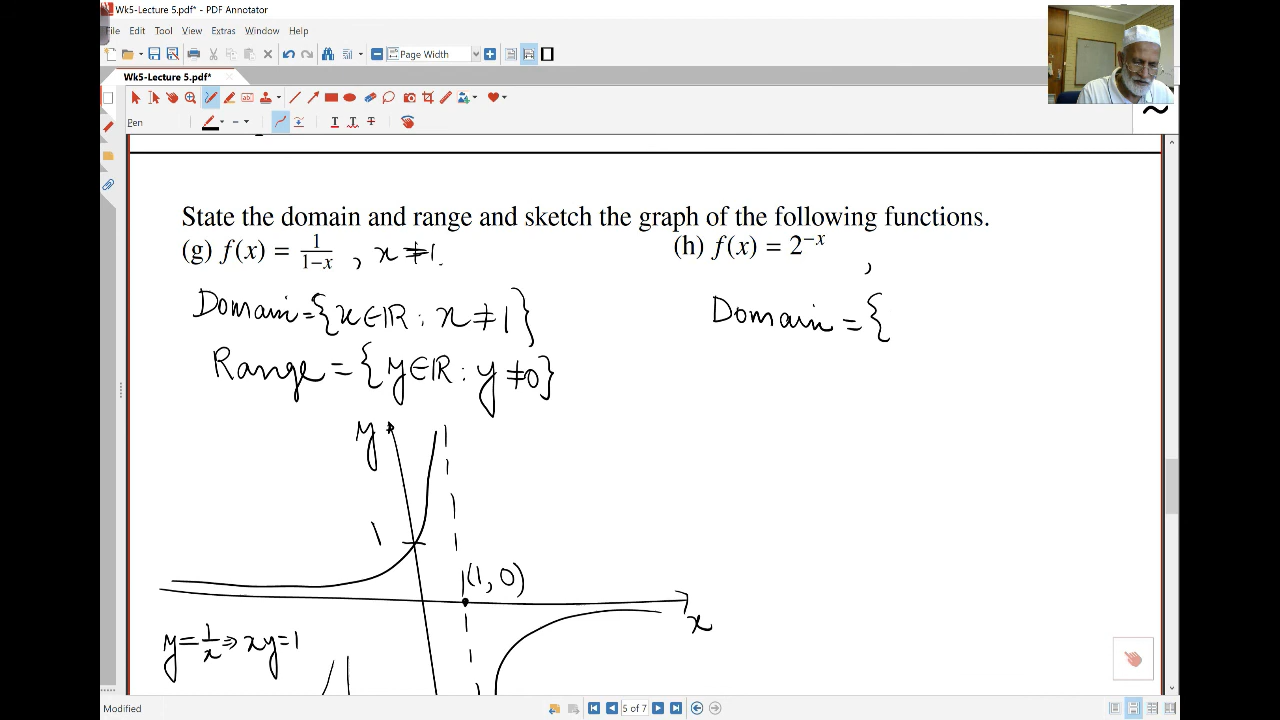 Wk5-Lecture 5.pdf* - PDF Annotator
File Edit Tool View Extras Window Help
Page Width
Wk5-Lecture 5.pdf*
Pen
State the domain and range and sketch the graph of the following functions.
(g) f(x) = 1/(1−x) , x ≠ 1.
(h) f(x) = 2^{−x} ,
Domain = {x ∈ ℝ : x ≠ 1}
Range = {y ∈ ℝ : y ≠ 0}
Domain = {
y
1
(1, 0)
x
y = 1/x ⇒ xy = 1
Modified
5 of 7